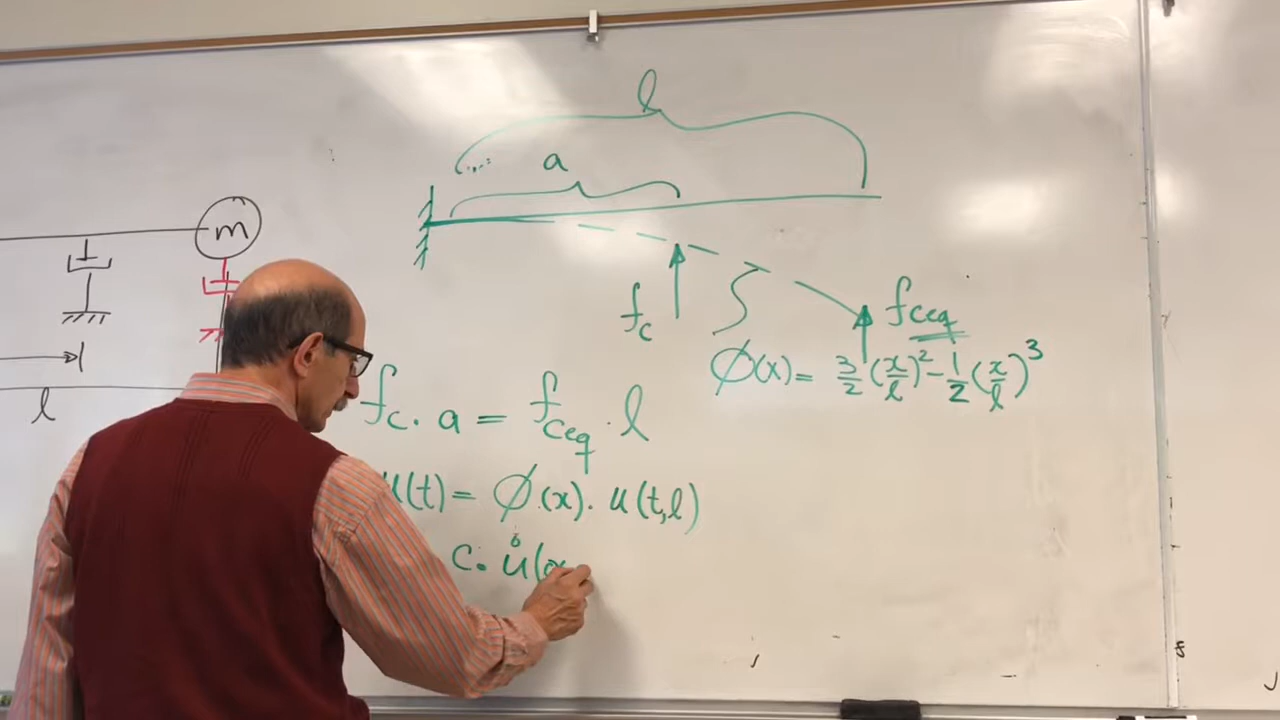 l
a
m
f_c
f_ceq
φ(x) = 3/2 (x/l)² - 1/2 (x/l)³
l
f_c . a = f_ceq . l
u(t) = φ(x) . u(t,l)
c . u̇(